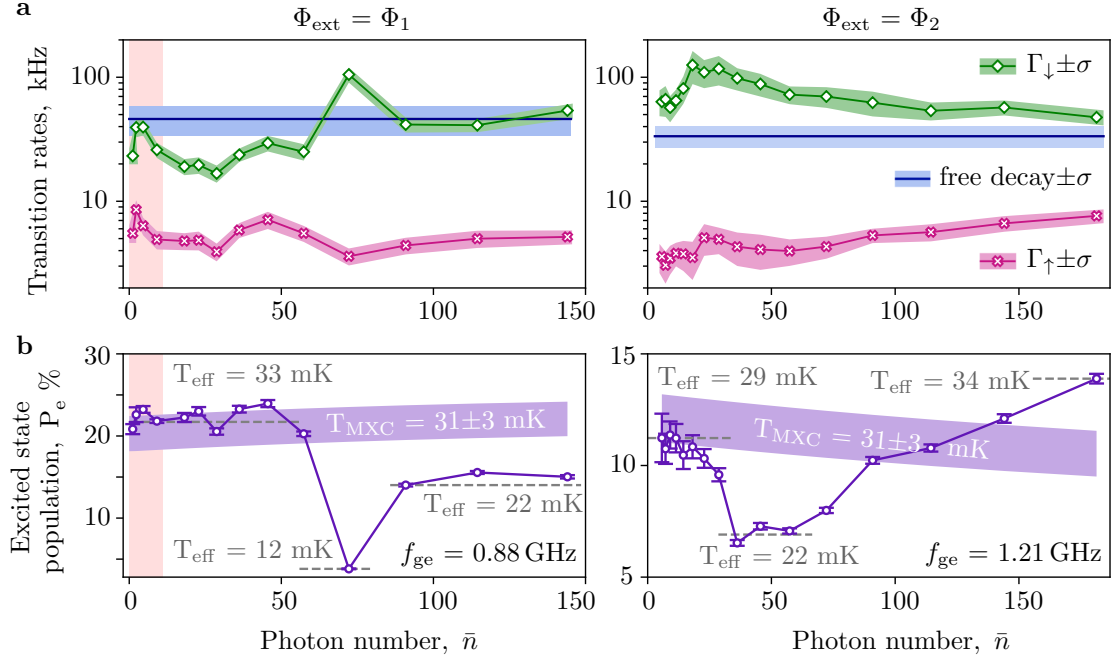 a
Φext = Φ1
Φext = Φ2
Transition rates, kHz
100
10
0
50
100
150
100
10
0
50
100
150
Γ↓±σ
free decay±σ
Γ↑±σ
b
Excited state
population, Pe %
30
20
10
Teff = 33 mK
TMXC = 31±3 mK
Teff = 22 mK
Teff = 12 mK
fge = 0.88 GHz
0
50
100
150
Photon number, n̄
15
10
5
Teff = 29 mK
Teff = 34 mK
TMXC = 31±3 mK
Teff = 22 mK
fge = 1.21 GHz
0
50
100
150
Photon number, n̄